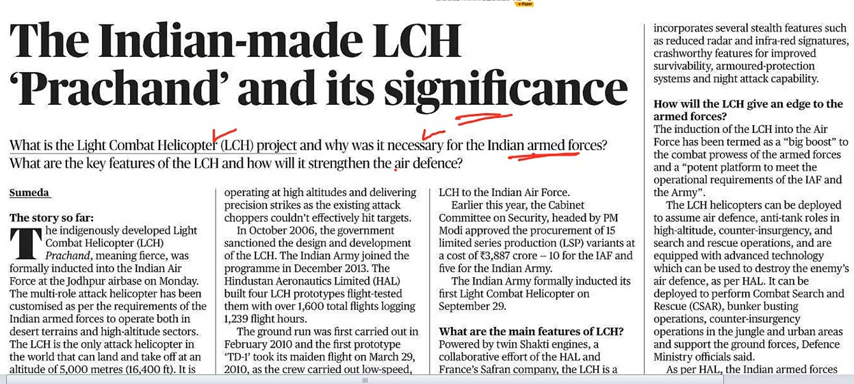 The Indian-made LCH
‘Prachand’ and its significance
What is the Light Combat Helicopter (LCH) project and why was it necessary for the Indian armed forces?
What are the key features of the LCH and how will it strengthen the air defence?
Sumeda
The story so far:
The indigenously developed Light
Combat Helicopter (LCH)
Prachand, meaning fierce, was
formally inducted into the Indian Air
Force at the Jodhpur airbase on Monday.
The multi-role attack helicopter has been
customised as per the requirements of the
Indian armed forces to operate both in
desert terrains and high-altitude sectors.
The LCH is the only attack helicopter in
the world that can land and take off at an
altitude of 5,000 metres (16,400 ft). It is
operating at high altitudes and delivering
precision strikes as the existing attack
choppers couldn’t effectively hit targets.
In October 2006, the government
sanctioned the design and development
of the LCH. The Indian Army joined the
programme in December 2013. The
Hindustan Aeronautics Limited (HAL)
built four LCH prototypes flight-tested
them with over 1,600 total flights logging
1,239 flight hours.
The ground run was first carried out in
February 2010 and the first prototype
‘TD-1’ took its maiden flight on March 29,
2010, as the crew carried out low-speed,
LCH to the Indian Air Force.
Earlier this year, the Cabinet
Committee on Security, headed by PM
Modi approved the procurement of 15
limited series production (LSP) variants at
a cost of ₹3,887 crore — 10 for the IAF and
five for the Indian Army.
The Indian Army formally inducted its
first Light Combat Helicopter on
September 29.
What are the main features of LCH?
Powered by twin Shakti engines, a
collaborative effort of the HAL and
France’s Safran company, the LCH is a
incorporates several stealth features such
as reduced radar and infra-red signatures,
crashworthy features for improved
survivability, armoured-protection
systems and night attack capability.
How will the LCH give an edge to the
armed forces?
The induction of the LCH into the Air
Force has been termed as a “big boost” to
the combat prowess of the armed forces
and a “potent platform to meet the
operational requirements of the IAF and
the Army”.
The LCH helicopters can be deployed
to assume air defence, anti-tank roles in
high-altitude, counter-insurgency, and
search and rescue operations, and are
equipped with advanced technology
which can be used to destroy the enemy’s
air defence, as per HAL. It can be
deployed to perform Combat Search and
Rescue (CSAR), bunker busting
operations, counter-insurgency
operations in the jungle and urban areas
and support the ground forces, Defence
Ministry officials said.
As per HAL, the Indian armed forces